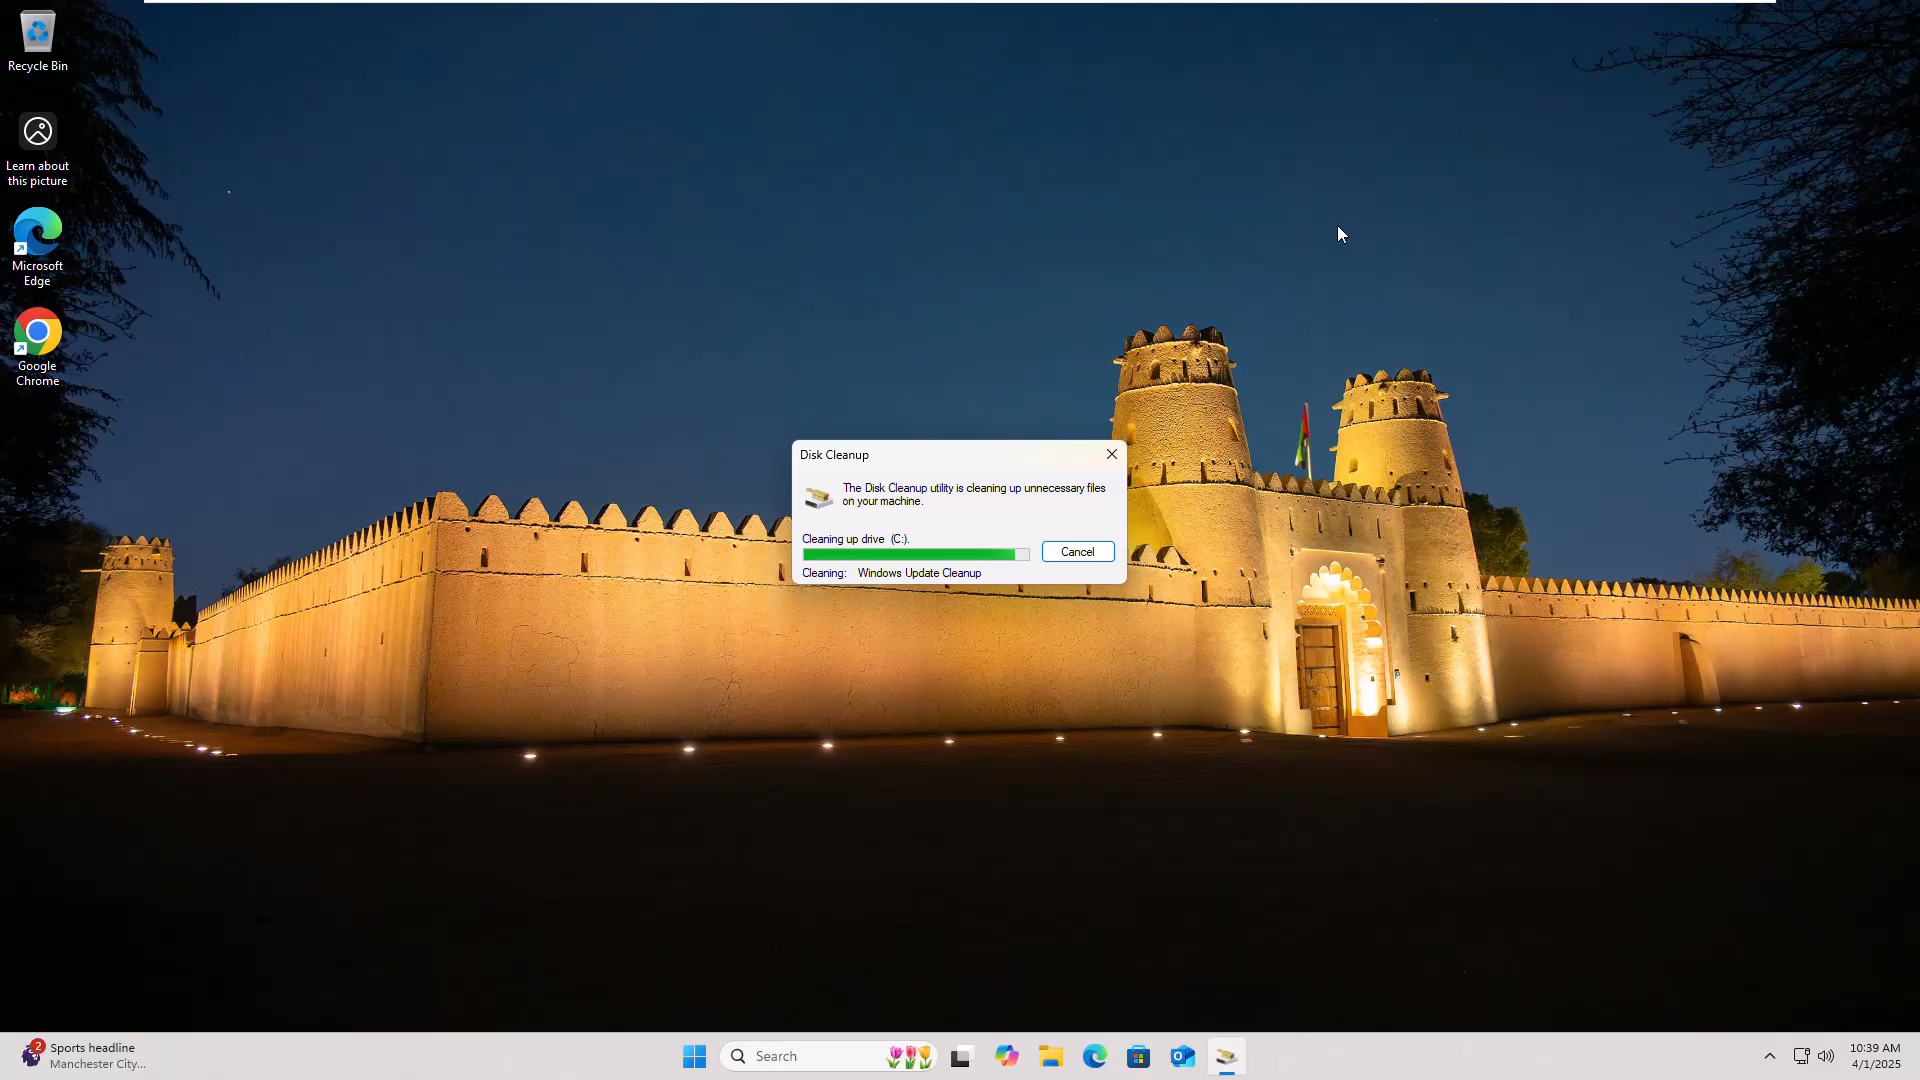 Recycle Bin
Learn about
this picture
Microsoft
Edge
Google
Chrome
Disk Cleanup
The Disk Cleanup utility is cleaning up unnecessary files
on your machine.
Cleaning up drive (C:).
Cancel
Cleaning: Windows Update Cleanup
2
Sports headline
Manchester City...
Search
10:39 AM
4/1/2025